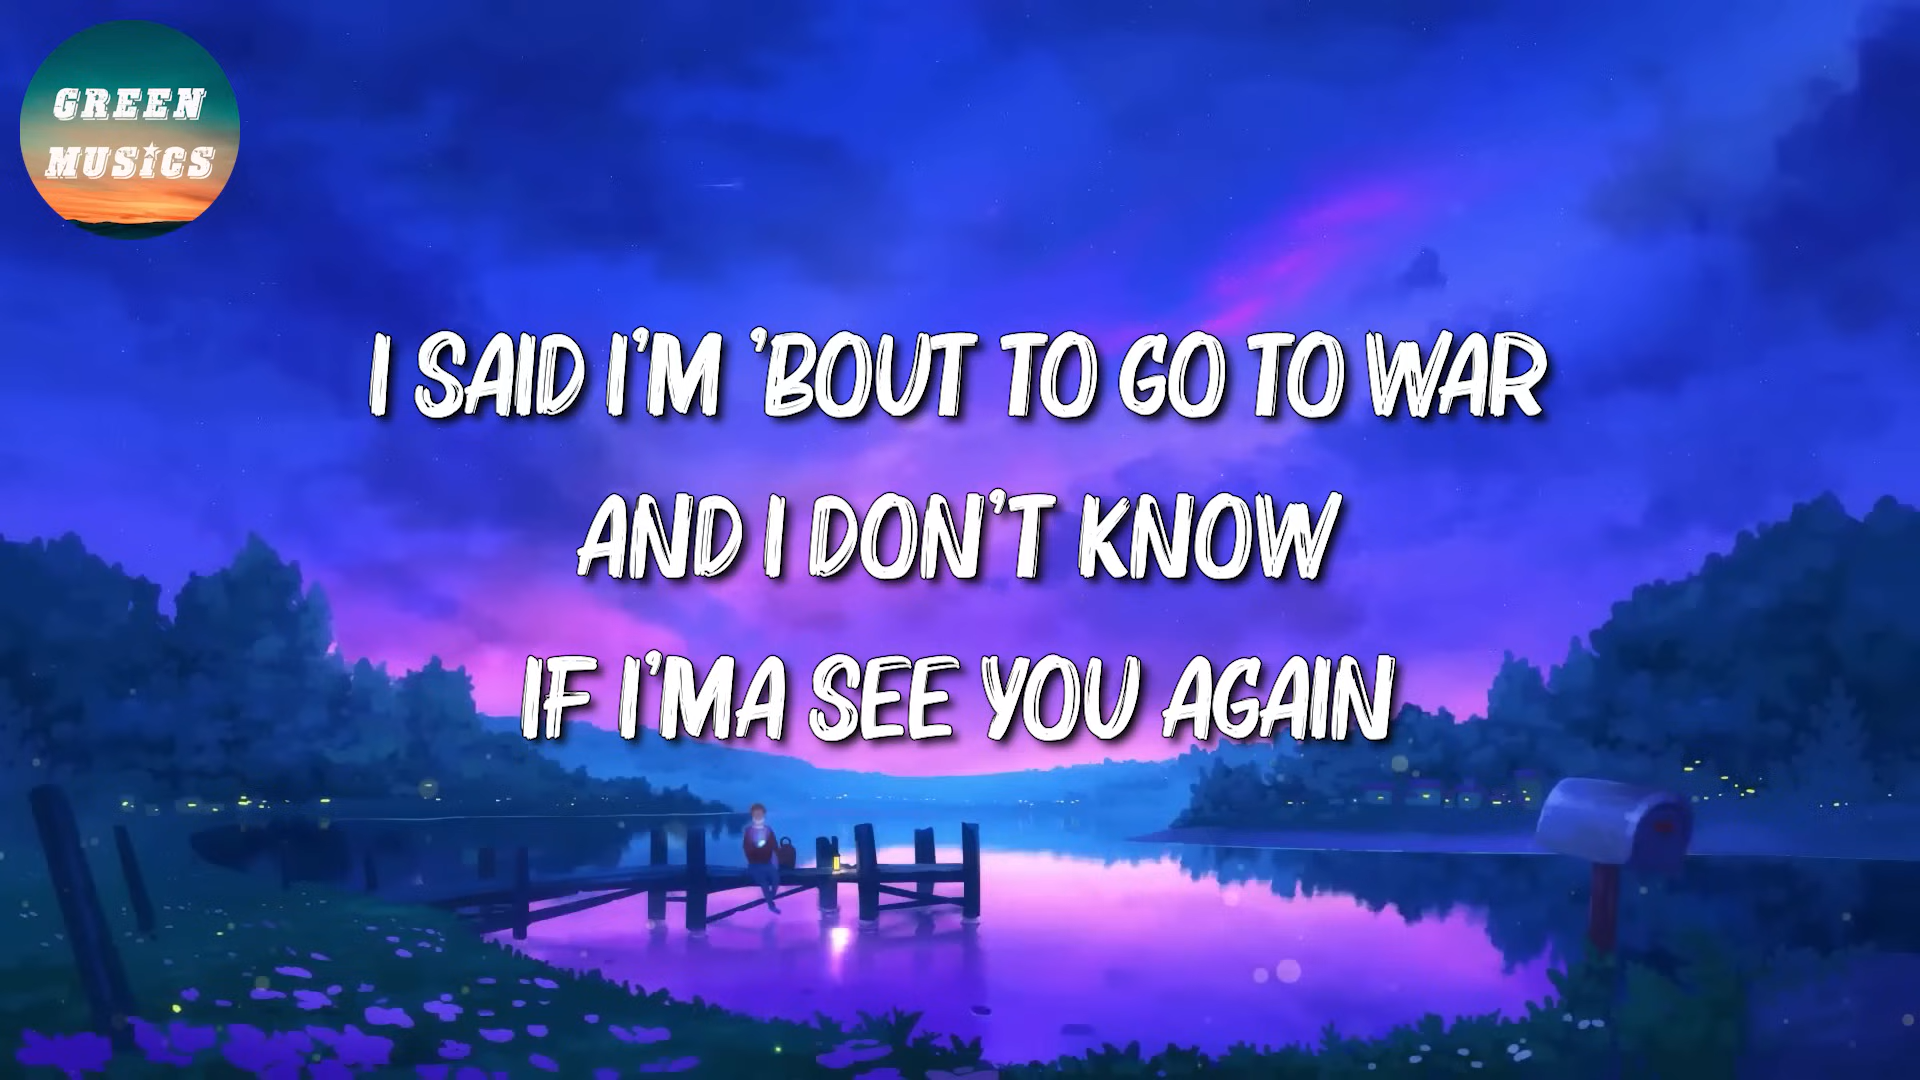 GREEN
MUSICS
I SAID I'M 'BOUT TO GO TO WAR
AND I DON'T KNOW
IF I'MA SEE YOU AGAIN